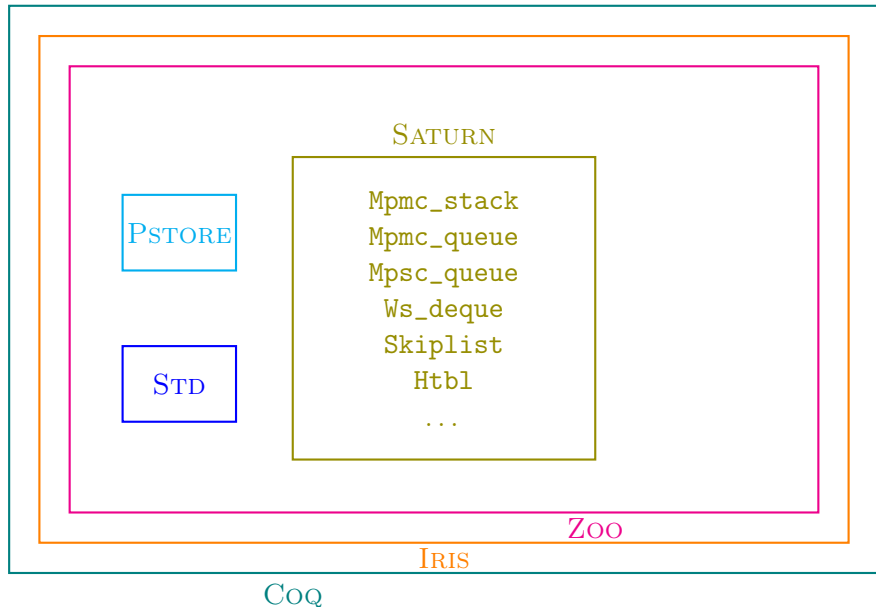 SATURN
Mpmc_stack
PSTORE
Mpmc_queue
Mpsc_queue
Ws_deque
Skiplist
STD
Htbl
...
ZOO
IRIS
COQ